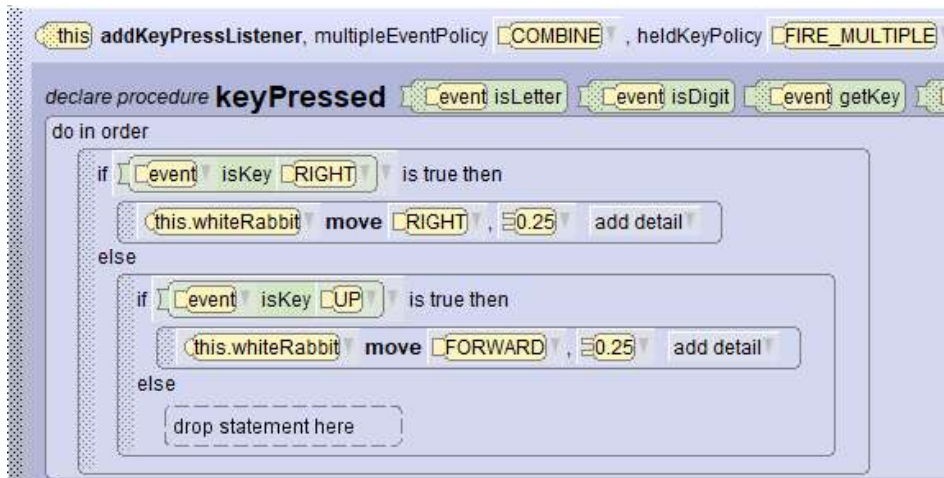 this addKeyPressListener, multipleEventPolicy COMBINE , heldKeyPolicy FIRE_MULTIPLE
declare procedure keyPressed event isLetter event isDigit event getKey
do in order
if event isKey RIGHT is true then
this.whiteRabbit move RIGHT , 0.25 add detail
else
if event isKey UP is true then
this.whiteRabbit move FORWARD , 0.25 add detail
else
drop statement here